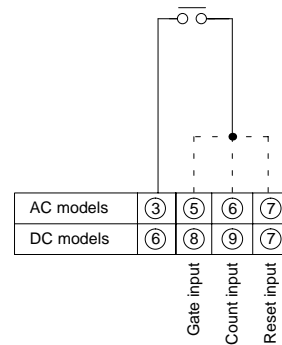 AC models ③ ⑤ ⑥ ⑦
DC models ⑥ ⑧ ⑨ ⑦
Gate input
Count input
Reset input